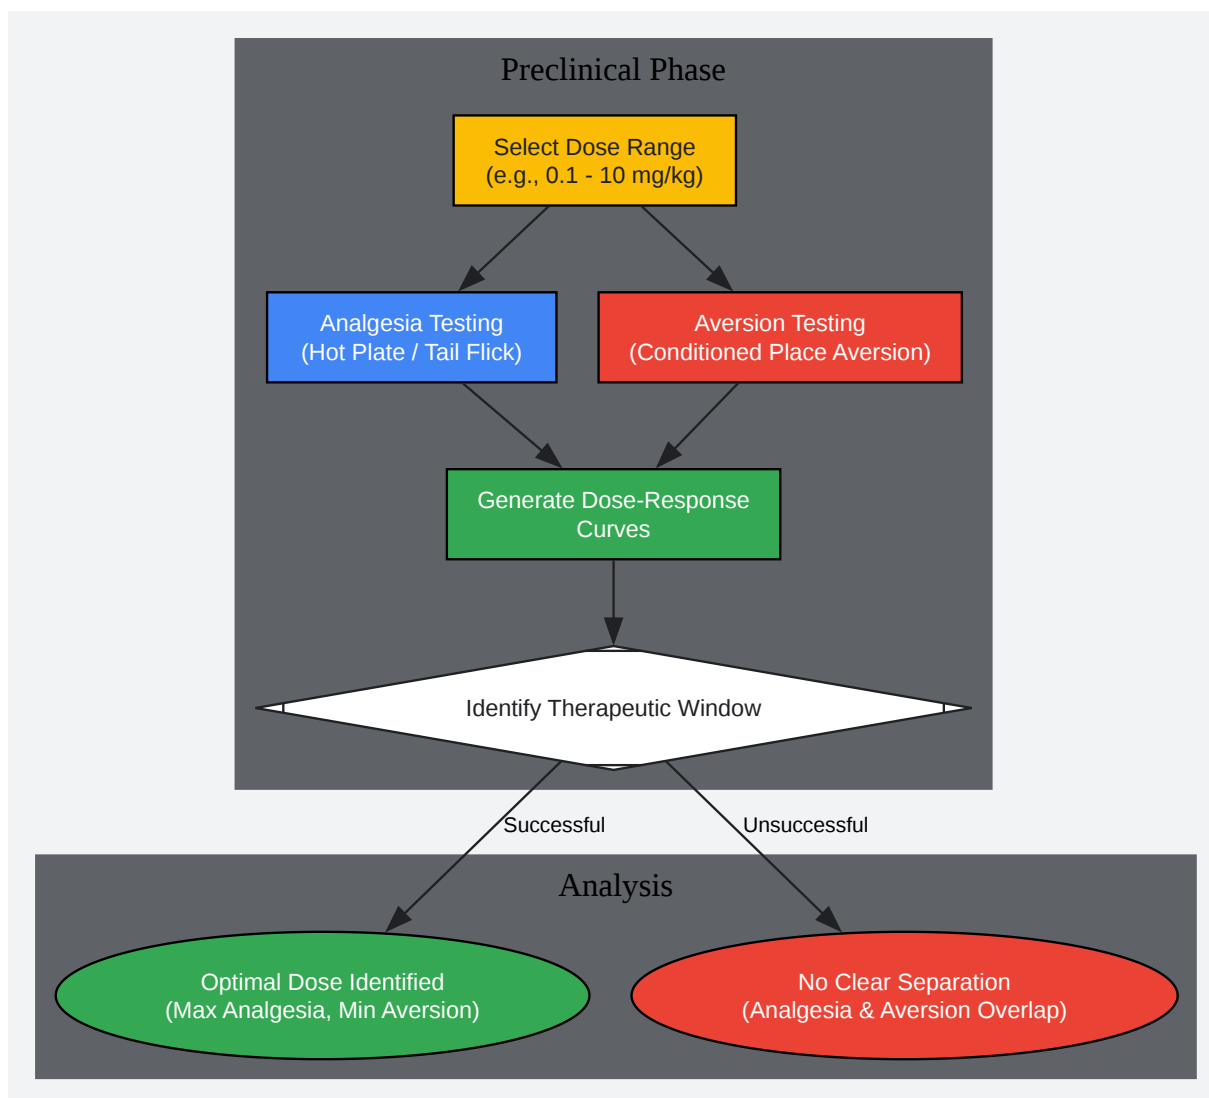 Preclinical Phase
Select Dose Range
(e.g., 0.1 - 10 mg/kg)
Analgesia Testing
(Hot Plate / Tail Flick)
Aversion Testing
(Conditioned Place Aversion)
Generate Dose-Response
Curves
Identify Therapeutic Window
Successful
Unsuccessful
Analysis
Optimal Dose Identified
(Max Analgesia, Min Aversion)
No Clear Separation
(Analgesia & Aversion Overlap)